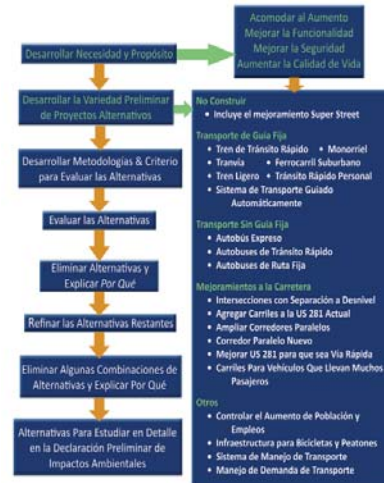 Desarrollar Necesidad y Propósito
Acomodar al Aumento
Mejorar la Funcionalidad
Mejorar la Seguridad
Aumentar la Calidad de Vida
Desarrollar la Variedad Preliminar
de Proyectos Alternativos
Desarrollar Metodologías & Criterio
para Evaluar las Alternativas
Evaluar las Alternativas
Eliminar Alternativas y
Explicar Por Qué
Refinar las Alternativas Restantes
Eliminar Algunas Combinaciones de
Alternativas y Explicar Por Qué
Alternativas Para Estudiar en Detalle
en la Declaración Preliminar de
Impactos Ambientales
No Construir
• Incluye el mejoramiento Super Street
Transporte de Guía Fija
• Tren de Tránsito Rápido • Monorriel
• Tranvía • Ferrocarril Suburbano
• Tren Ligero • Tránsito Rápido Personal
• Sistema de Transporte Guiado
Automáticamente
Transporte Sin Guía Fija
• Autobús Expreso
• Autobuses de Tránsito Rápido
• Autobuses de Ruta Fija
Mejoramientos a la Carretera
• Intersecciones con Separación a Desnivel
• Agregar Carriles a la US 281 Actual
• Ampliar Corredores Paralelos
• Corredor Paralelo Nuevo
• Mejorar US 281 para que sea Vía Rápida
• Carriles Para Vehículos Que Llevan Muchos
Pasajeros
Otros
• Controlar el Aumento de Población y
Empleos
• Infraestructura para Bicicletas y Peatones
• Sistema de Manejo de Transporte
• Manejo de Demanda de Transporte